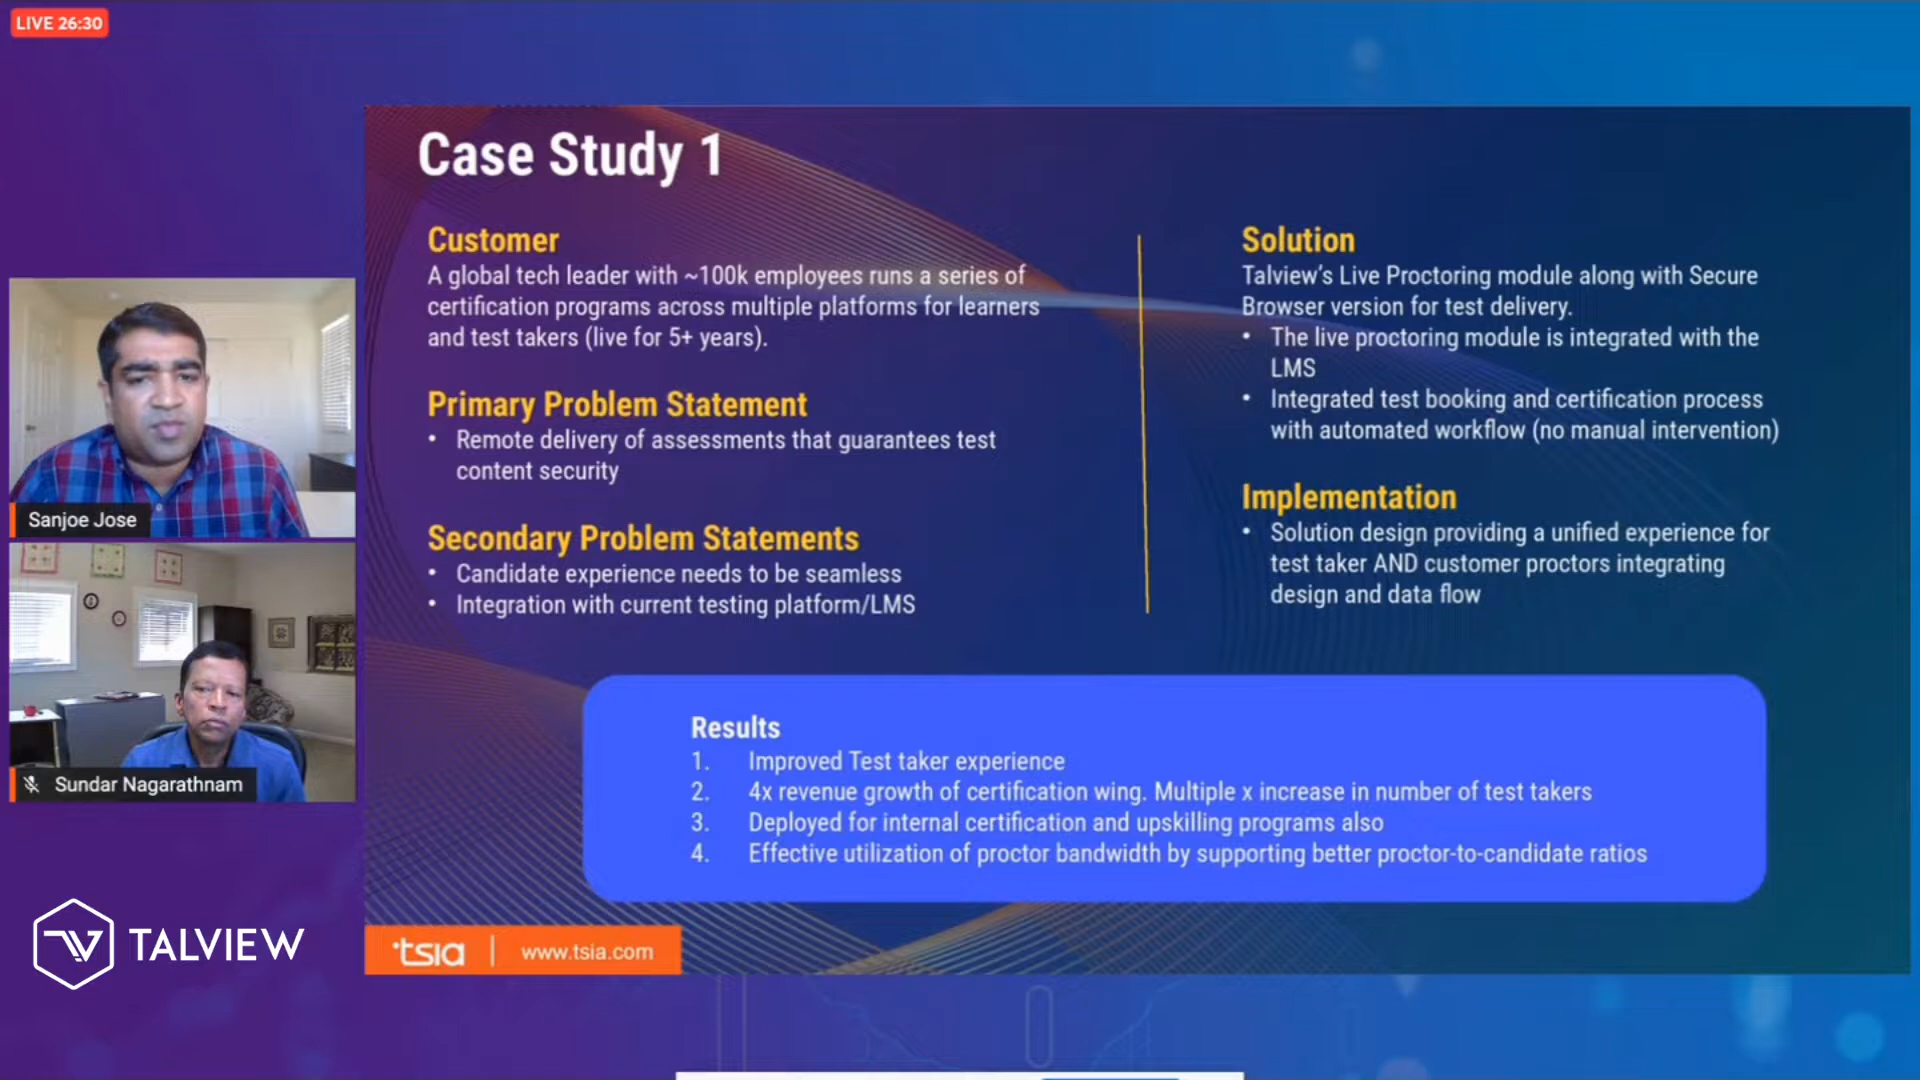 LIVE 26:30
Case Study 1
Customer
A global tech leader with ~100k employees runs a series of
certification programs across multiple platforms for learners
and test takers (live for 5+ years).
Primary Problem Statement
• Remote delivery of assessments that guarantees test
content security
Secondary Problem Statements
• Candidate experience needs to be seamless
• Integration with current testing platform/LMS
Solution
Talview's Live Proctoring module along with Secure
Browser version for test delivery.
• The live proctoring module is integrated with the
LMS
• Integrated test booking and certification process
with automated workflow (no manual intervention)
Implementation
• Solution design providing a unified experience for
test taker AND customer proctors integrating
design and data flow
Results
1. Improved Test taker experience
2. 4x revenue growth of certification wing. Multiple x increase in number of test takers
3. Deployed for internal certification and upskilling programs also
4. Effective utilization of proctor bandwidth by supporting better proctor-to-candidate ratios
Sanjoe Jose
Sundar Nagarathnam
TALVIEW
tsia | www.tsia.com